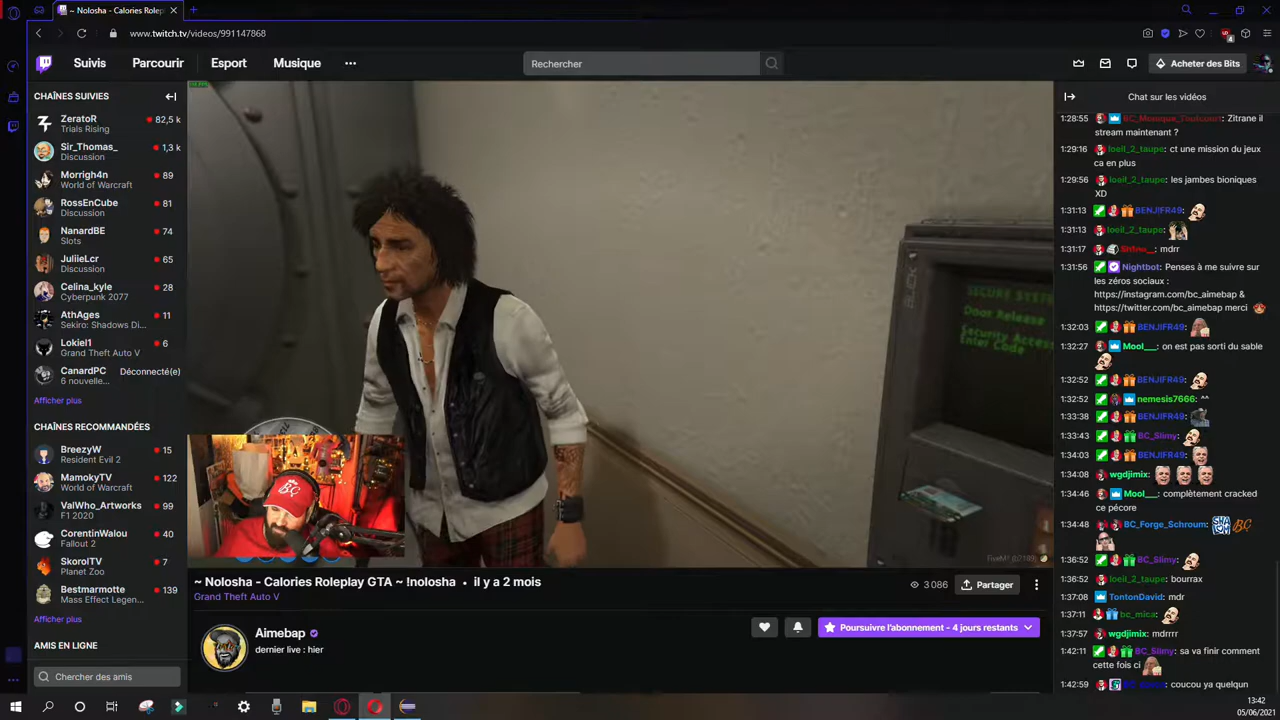 ~ Nolosha - Calories Rolep
www.twitch.tv/videos/991147868
Suivis
Parcourir
Esport
Musique
Rechercher
Acheter des Bits
CHAÎNES SUIVIES
ZeratoR
82,5 k
Trials Rising
Sir_Thomas_
1,3 k
Discussion
Morrigh4n
89
World of Warcraft
RossEnCube
81
Discussion
NanardBE
74
Slots
JuliieLcr
65
Discussion
Celina_kyle
28
Cyberpunk 2077
AthAges
11
Sekiro: Shadows Di...
Lokiel1
6
Grand Theft Auto V
CanardPC
Déconnecté(e)
6 nouvelle...
Afficher plus
CHAÎNES RECOMMANDÉES
BreezyW
15
Resident Evil 2
MamokyTV
122
World of Warcraft
ValWho_Artworks
99
F1 2020
CorentinWalou
40
Fallout 2
SkorolTV
7
Planet Zoo
Bestmarmotte
139
Mass Effect Legen...
Afficher plus
AMIS EN LIGNE
Chercher des amis
SECURE SYSTE
Door Release
Security Access
Enter Code
BC
~ Nolosha - Calories Roleplay GTA ~ !nolosha • il y a 2 mois
Grand Theft Auto V
3 086
Partager
Aimebap
dernier live : hier
Poursuivre l'abonnement - 4 jours restants
Chat sur les vidéos
1:28:55 Zitrane il
stream maintenant ?
1:29:16 loeil_2_taupe: ct une mission du jeux
ca en plus
1:29:56 loeil_2_taupe: les jambes bioniques
XD
1:31:13 BENJIFR49:
1:31:13 loeil_2_taupe:
1:31:17 mdrr
1:31:56 Nightbot: Penses à me suivre sur
les zéros sociaux :
https://instagram.com/bc_aimebap &
https://twitter.com/bc_aimebap merci
1:32:03 BENJIFR49:
1:32:27 Mool___: on est pas sorti du sable
1:32:52 BENJIFR49:
1:32:52 nemesis7666: ^^
1:33:38 BENJIFR49:
1:33:43 BC_Slimy:
1:34:03 BENJIFR49:
1:34:08 wgdjimix:
1:34:46 Mool___: complètement cracked
ce pécore
1:34:48 BC_Forge_Schroum:
1:36:52 BC_Slimy:
1:36:52 loeil_2_taupe: bourrax
1:37:08 TontonDavid: mdr
1:37:11 bc_mica:
1:37:57 wgdjimix: mdrrrr
1:42:11 BC_Slimy: sa va finir comment
cette fois ci
1:42:59 coucou ya quelqun
13:42
05/06/2021